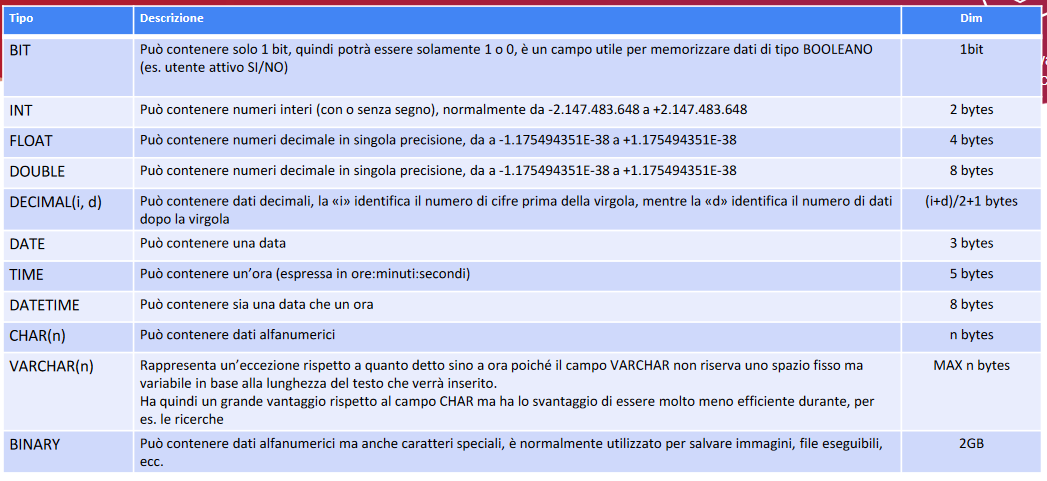 Tipo Descrizione Dim
BIT Può contenere solo 1 bit, quindi potrà essere solamente 1 o 0, è un campo utile per memorizzare dati di tipo BOOLEANO 1bit
(es. utente attivo SI/NO)
INT Può contenere numeri interi (con o senza segno), normalmente da -2.147.483.648 a +2.147.483.648 2 bytes
FLOAT Può contenere numeri decimale in singola precisione, da a -1.175494351E-38 a +1.175494351E-38 4 bytes
DOUBLE Può contenere numeri decimale in singola precisione, da a -1.175494351E-38 a +1.175494351E-38 8 bytes
DECIMAL(i, d) Può contenere dati decimali, la «i» identifica il numero di cifre prima della virgola, mentre la «d» identifica il numero di dati (i+d)/2+1 bytes
dopo la virgola
DATE Può contenere una data 3 bytes
TIME Può contenere un'ora (espressa in ore:minuti:secondi) 5 bytes
DATETIME Può contenere sia una data che un ora 8 bytes
CHAR(n) Può contenere dati alfanumerici n bytes
VARCHAR(n) Rappresenta un'eccezione rispetto a quanto detto sino a ora poiché il campo VARCHAR non riserva uno spazio fisso ma MAX n bytes
variabile in base alla lunghezza del testo che verrà inserito.
Ha quindi un grande vantaggio rispetto al campo CHAR ma ha lo svantaggio di essere molto meno efficiente durante, per
es. le ricerche
BINARY Può contenere dati alfanumerici ma anche caratteri speciali, è normalmente utilizzato per salvare immagini, file eseguibili, 2GB
ecc.